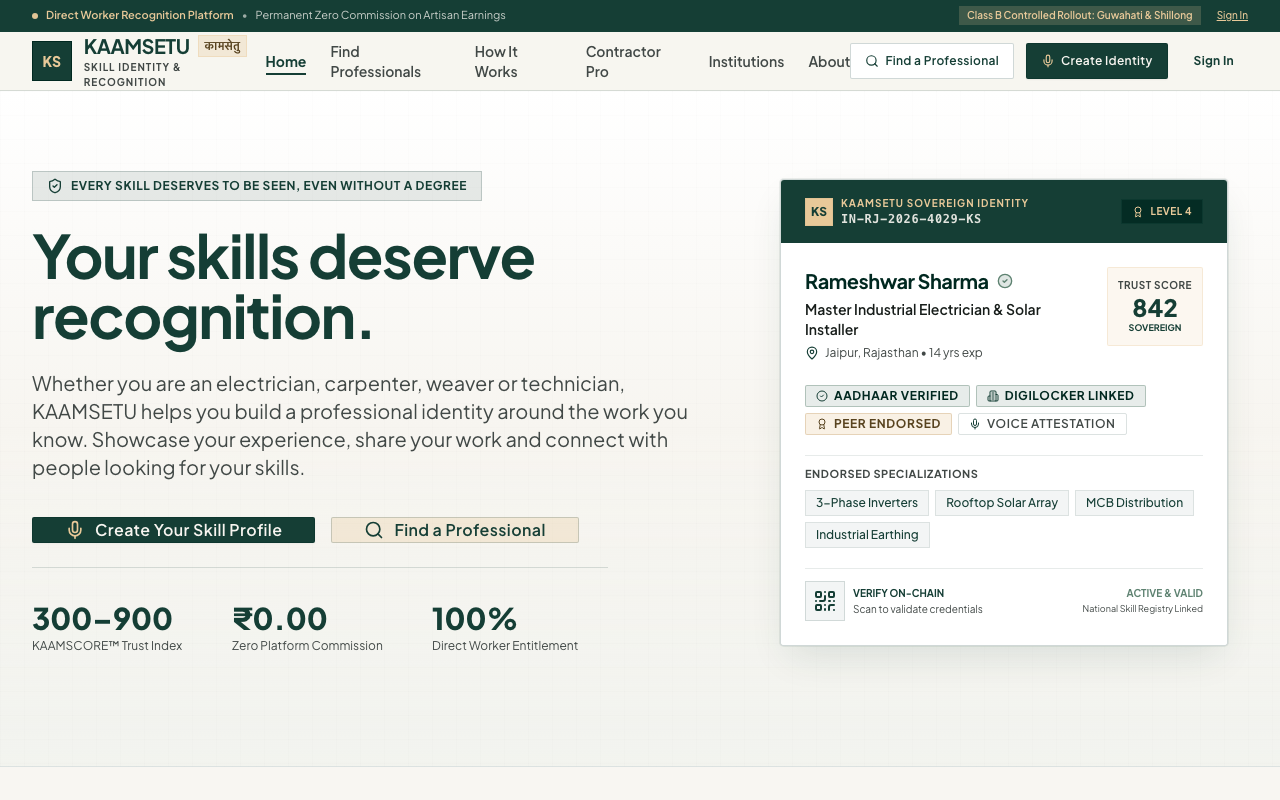 Direct Worker Recognition Platform • Permanent Zero Commission on Artisan Earnings
Class B Controlled Rollout: Guwahati & Shillong
Sign In
KS
KAAMSETU
कामसेतु
SKILL IDENTITY &
RECOGNITION
Home
Find
Professionals
How It
Works
Contractor
Pro
Institutions
About
Find a Professional
Create Identity
Sign In
EVERY SKILL DESERVES TO BE SEEN, EVEN WITHOUT A DEGREE
Your skills deserve
recognition.
Whether you are an electrician, carpenter, weaver or technician,
KAAMSETU helps you build a professional identity around the work you
know. Showcase your experience, share your work and connect with
people looking for your skills.
Create Your Skill Profile
Find a Professional
300–900
KAAMSCORE™ Trust Index
₹0.00
Zero Platform Commission
100%
Direct Worker Entitlement
KS
KAAMSETU SOVEREIGN IDENTITY
IN-RJ-2026-4029-KS
LEVEL 4
Rameshwar Sharma
Master Industrial Electrician & Solar
Installer
Jaipur, Rajasthan • 14 yrs exp
TRUST SCORE
842
SOVEREIGN
AADHAAR VERIFIED
DIGILOCKER LINKED
PEER ENDORSED
VOICE ATTESTATION
ENDORSED SPECIALIZATIONS
3-Phase Inverters
Rooftop Solar Array
MCB Distribution
Industrial Earthing
VERIFY ON-CHAIN
Scan to validate credentials
ACTIVE & VALID
National Skill Registry Linked